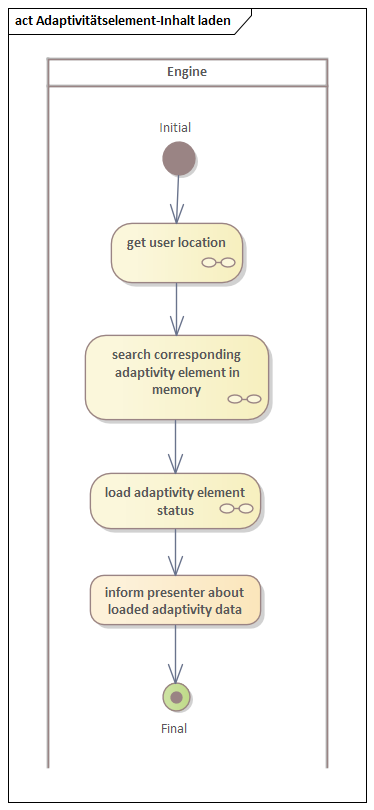 act Adaptivitätselement-Inhalt laden
Engine
Initial
get user location
search corresponding
adaptivity element in
memory
load adaptivity element
status
inform presenter about
loaded adaptivity data
Final